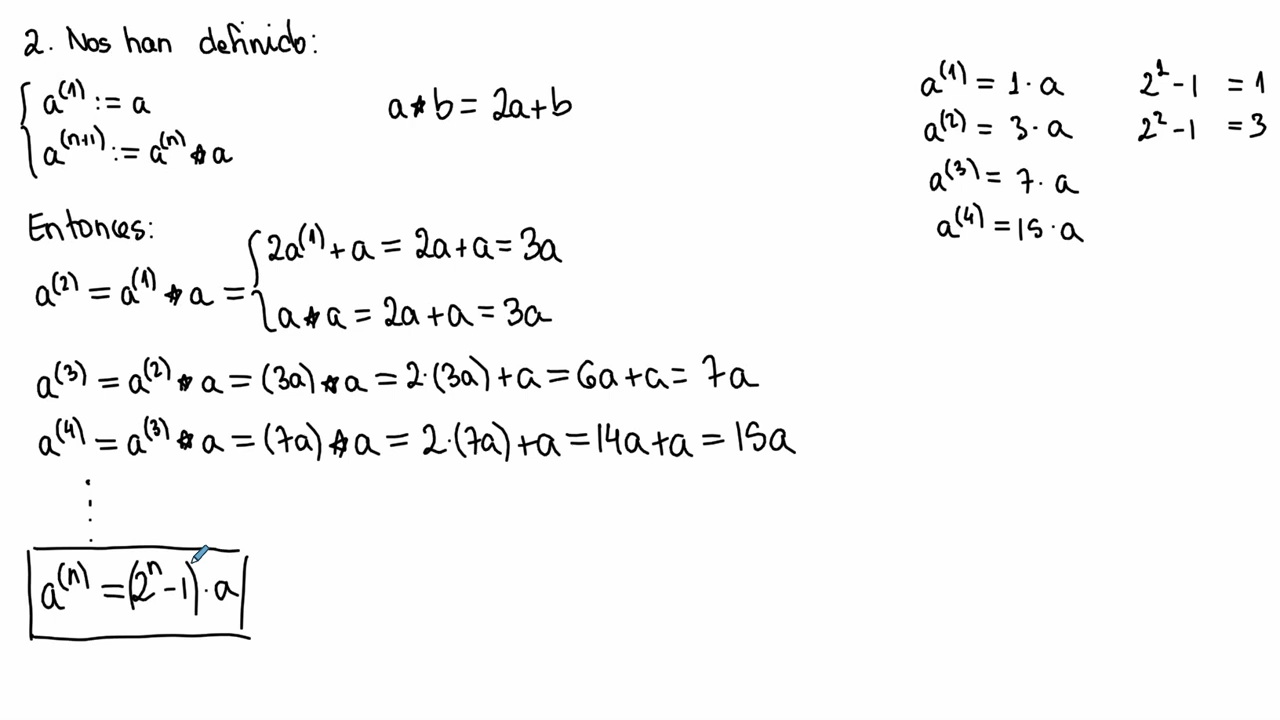 2. Nos han definido:
a^(1) := a
a^(n+1) := a^(n) ★ a
a ★ b = 2a+b
Entonces:
a^(2) = a^(1) ★ a = { 2a^(1) + a = 2a + a = 3a
a ★ a = 2a + a = 3a
a^(3) = a^(2) ★ a = (3a) ★ a = 2·(3a) + a = 6a + a = 7a
a^(4) = a^(3) ★ a = (7a) ★ a = 2·(7a) + a = 14a + a = 15a
⋮
a^(n) = (2^n - 1) · a
a^(1) = 1 · a 2^1 - 1 = 1
a^(2) = 3 · a 2^2 - 1 = 3
a^(3) = 7 · a
a^(4) = 15 · a